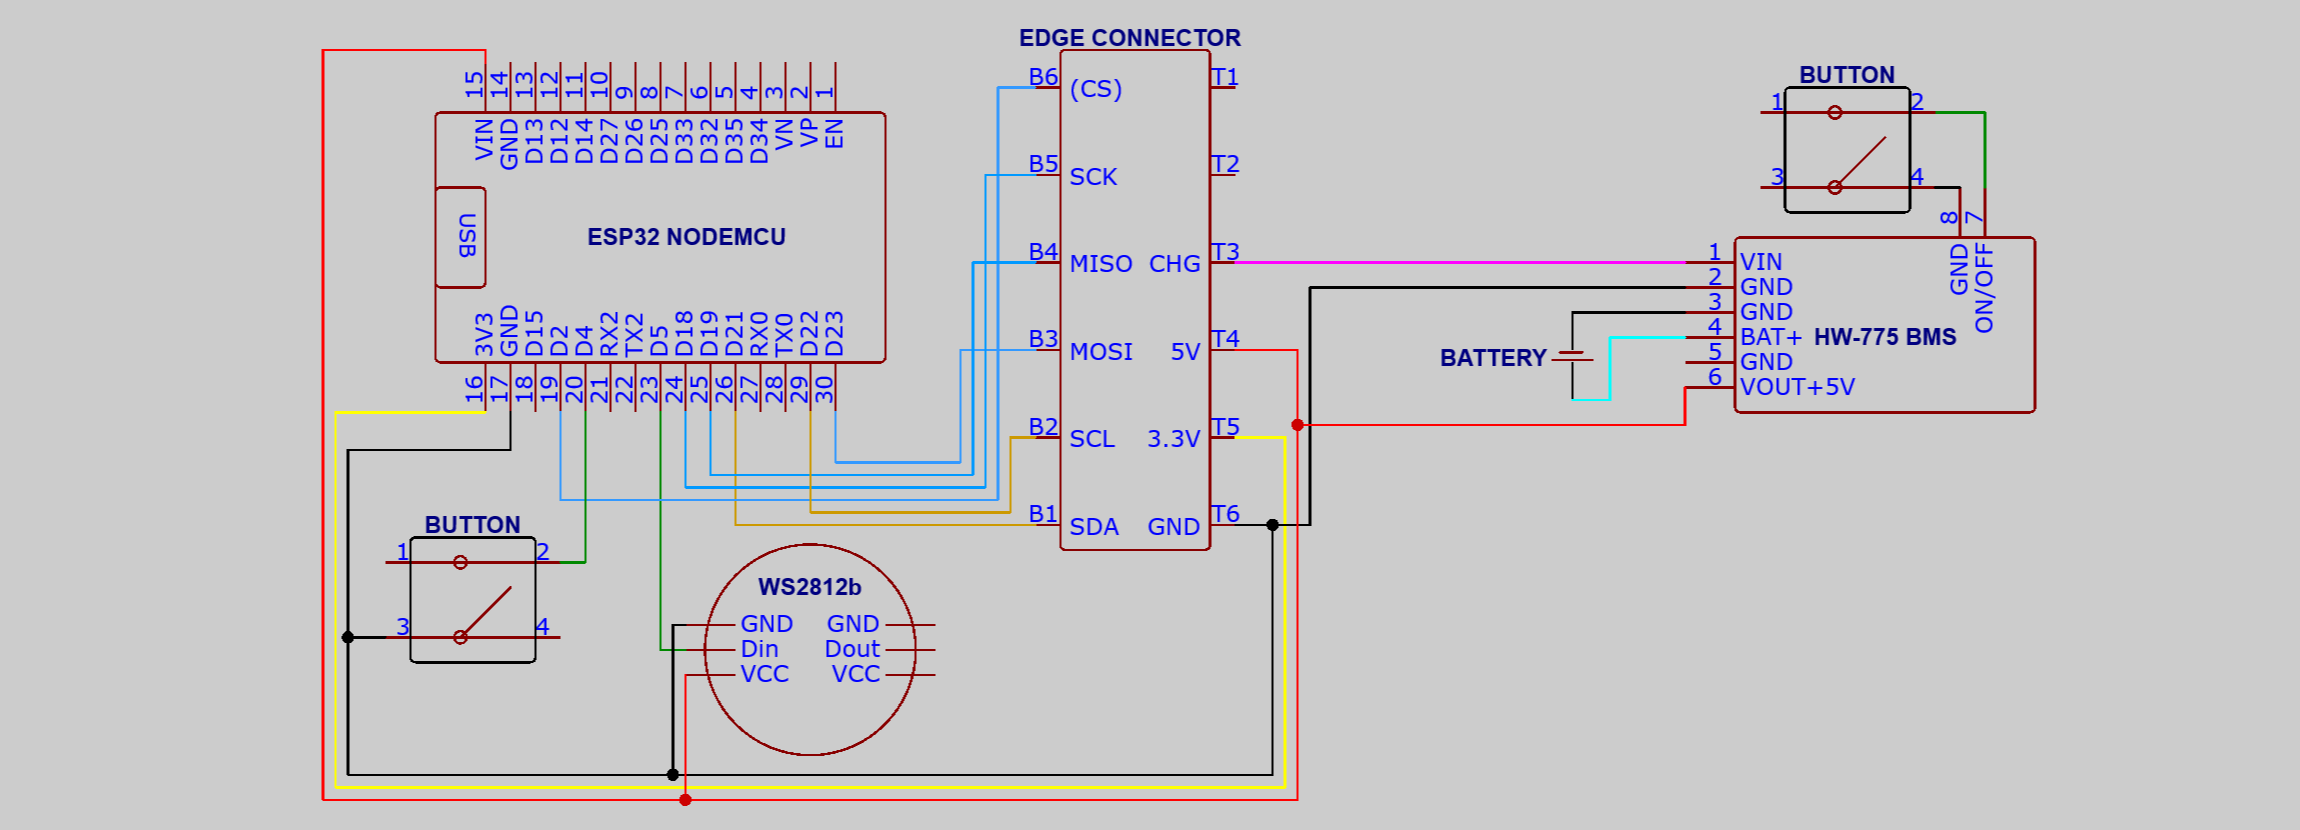 EDGE CONNECTOR
15 14 13 12 11 10 9 8 7 6 5 4 3 2 1
VIN GND D13 D12 D14 D27 D26 D25 D33 D32 D35 D34 VN VP EN
USB
ESP32 NODEMCU
3V3 GND D15 D2 D4 RX2 TX2 D5 D18 D19 D21 RX0 TX0 D22 D23
16 17 18 19 20 21 22 23 24 25 26 27 28 29 30
B6 (CS) T1
B5 SCK T2
B4 MISO CHG T3
B3 MOSI 5V T4
B2 SCL 3.3V T5
B1 SDA GND T6
BUTTON
1 2
3 4
8 7
GND ON/OFF
1 VIN
2 GND
3 GND
4 BAT+ HW-775 BMS
5 GND
6 VOUT+5V
BATTERY
BUTTON
1 2
3 4
WS2812b
GND GND
Din Dout
VCC VCC